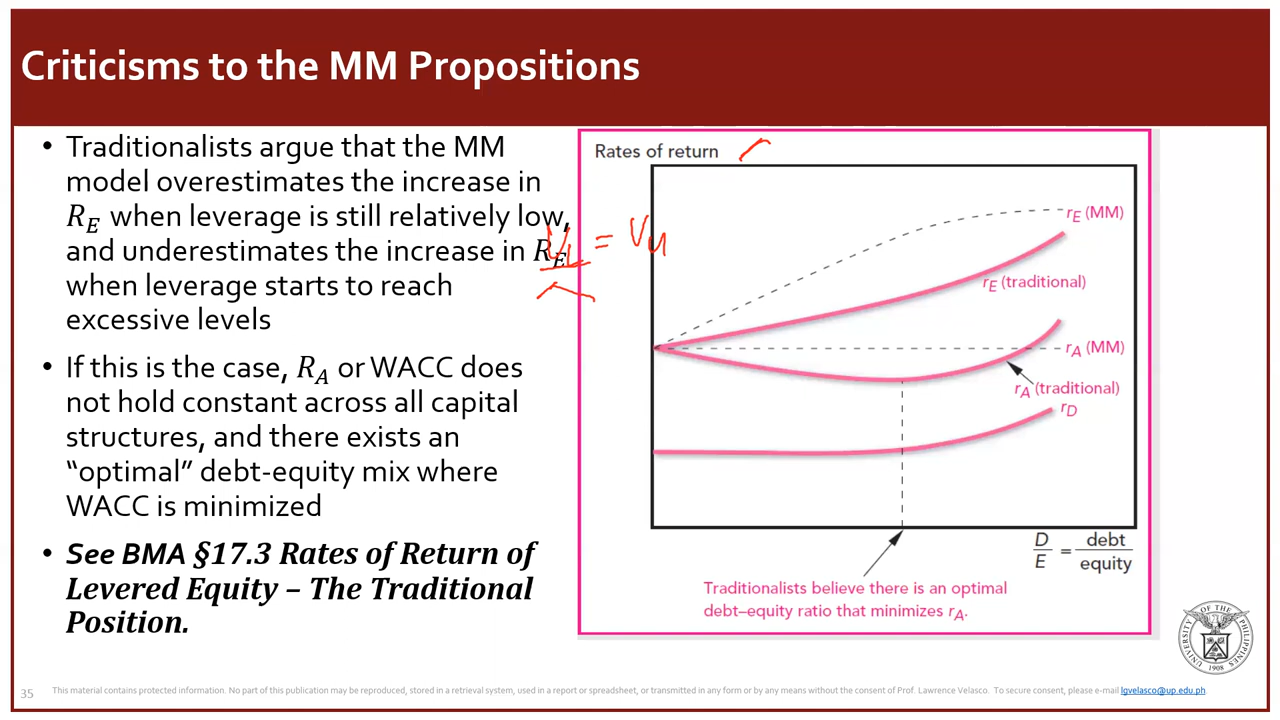 Criticisms to the MM Propositions
• Traditionalists argue that the MM
model overestimates the increase in
R_E when leverage is still relatively low,
and underestimates the increase in R_E
when leverage starts to reach
excessive levels
• If this is the case, R_A or WACC does
not hold constant across all capital
structures, and there exists an
“optimal” debt-equity mix where
WACC is minimized
• See BMA §17.3 Rates of Return of
Levered Equity – The Traditional
Position.
V_L = V_U
Rates of return
r_E (MM)
r_E (traditional)
r_A (MM)
r_A (traditional)
r_D
D/E = debt/equity
Traditionalists believe there is an optimal
debt–equity ratio that minimizes r_A.
UNIVERSITY OF THE PHILIPPINES
1908
35
This material contains protected information. No part of this publication may be reproduced, stored in a retrieval system, used in a report or spreadsheet, or transmitted in any form or by any means without the consent of Prof. Lawrence Velasco. To secure consent, please e-mail lgvelasco@up.edu.ph.